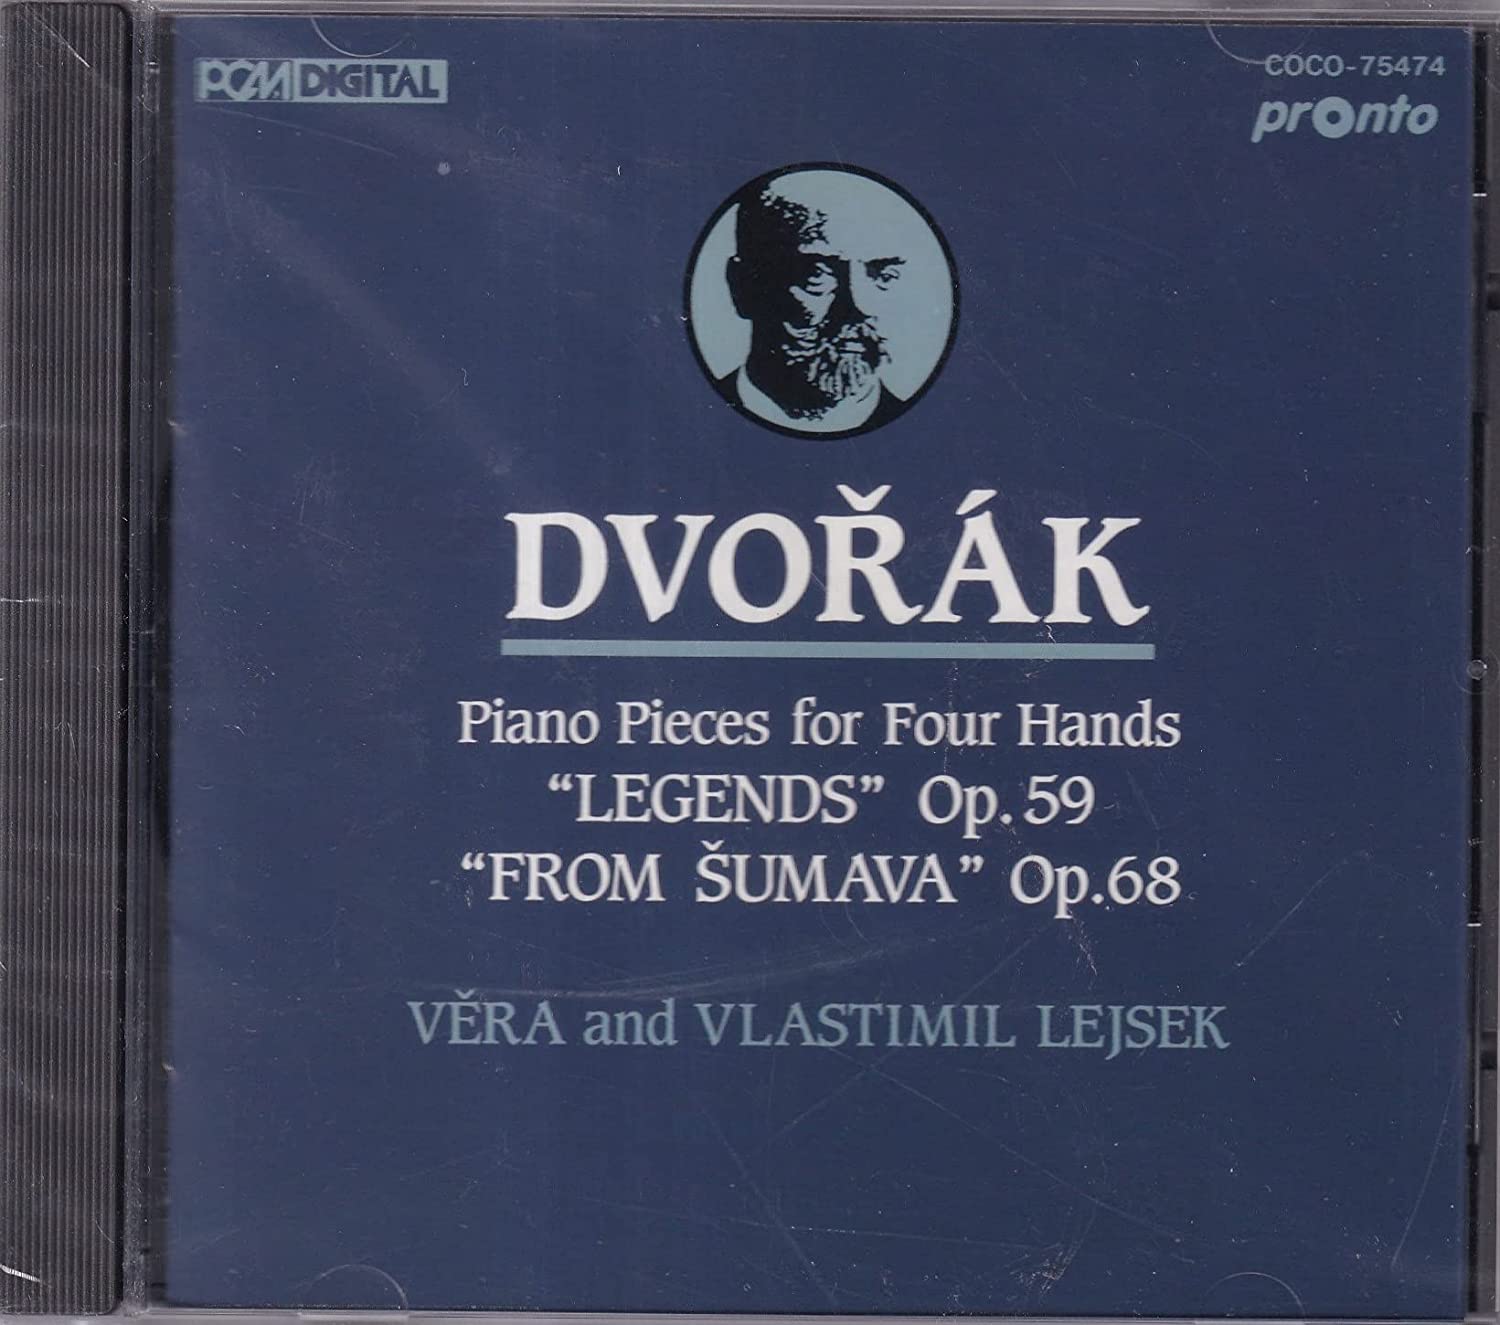 PCM DIGITAL
COCO-75474
pronto
DVOŘÁK
Piano Pieces for Four Hands
“LEGENDS” Op.59
“FROM ŠUMAVA” Op.68
VĚRA and VLASTIMIL LEJSEK